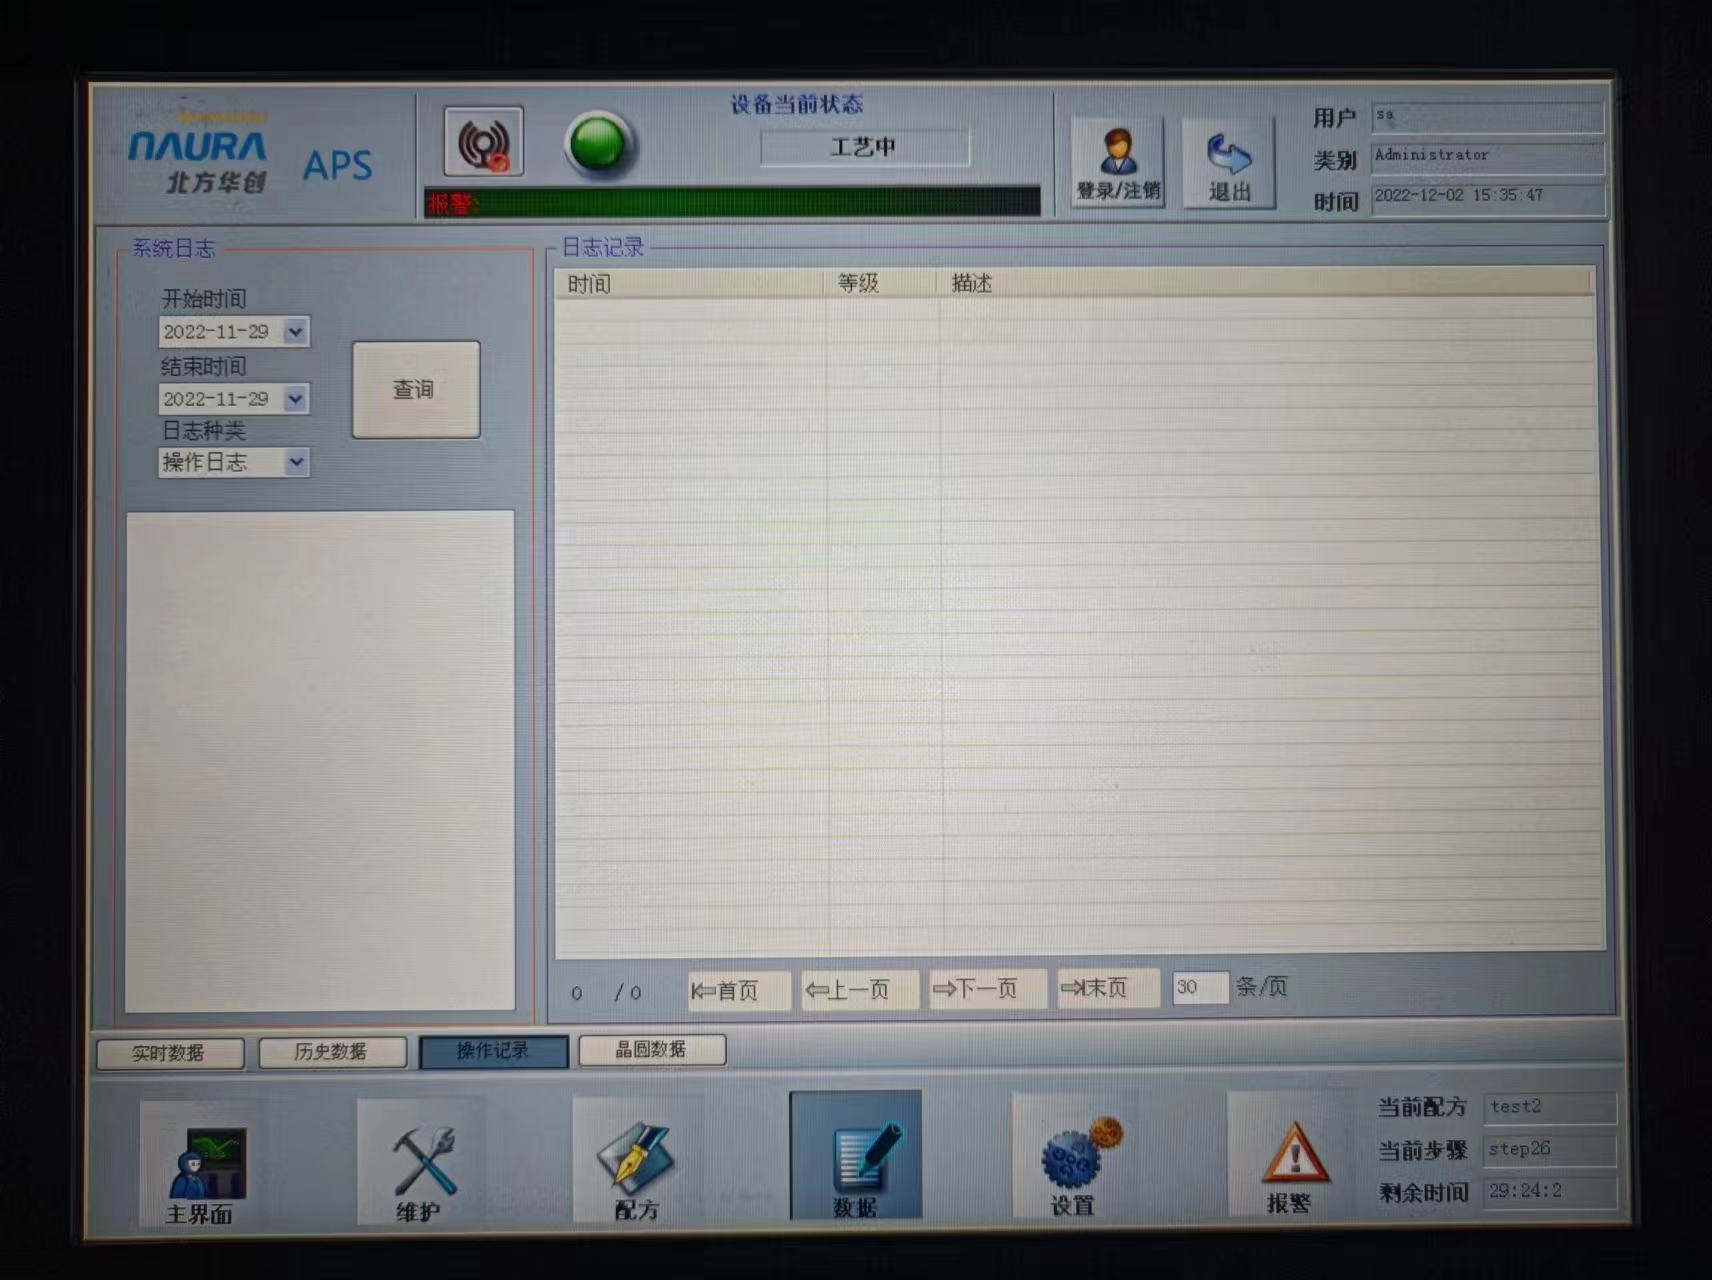 NAURA
北方华创
APS
设备当前状态
工艺中
报警:
登录/注销
退出
用户 sa
类别 Administrator
时间 2022-12-02 15:35:47
系统日志
开始时间
2022-11-29
结束时间
2022-11-29
日志种类
操作日志
查询
日志记录
时间 等级 描述
0 / 0 首页 上一页 下一页 末页 30 条/页
实时数据 历史数据 操作记录 晶圆数据
主界面 维护 配方 数据 设置 报警
当前配方 test2
当前步骤 step26
剩余时间 29:24:2